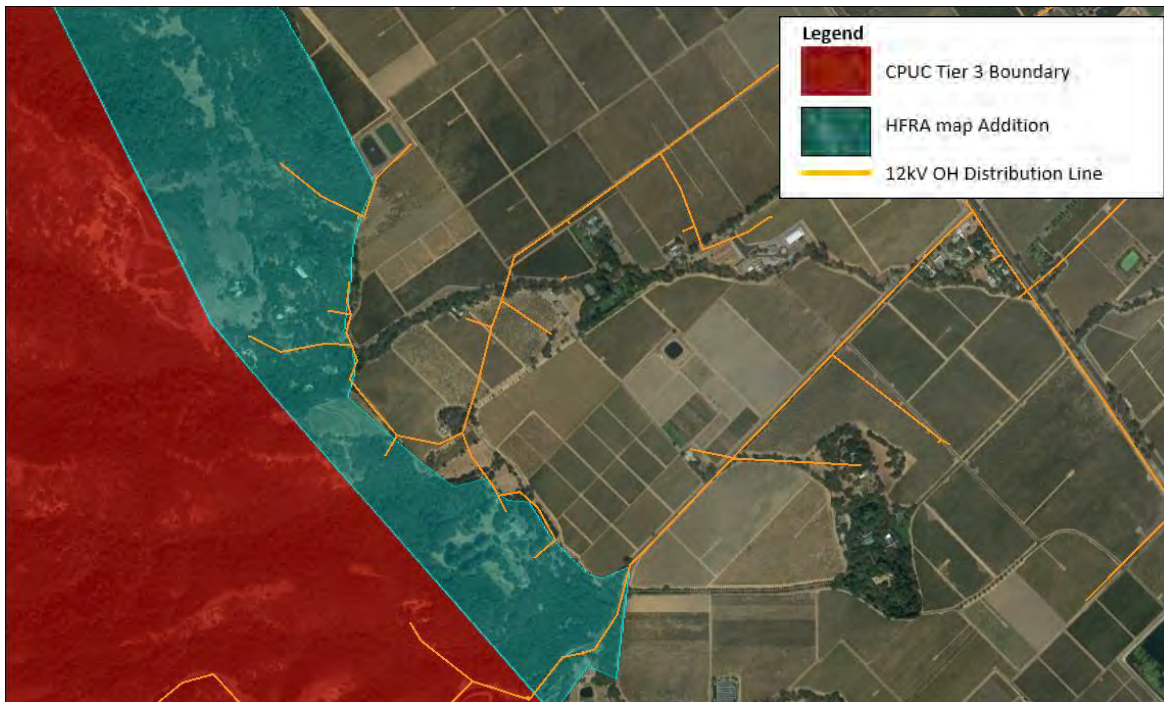 Legend
CPUC Tier 3 Boundary
HFRA map Addition
12kV OH Distribution Line